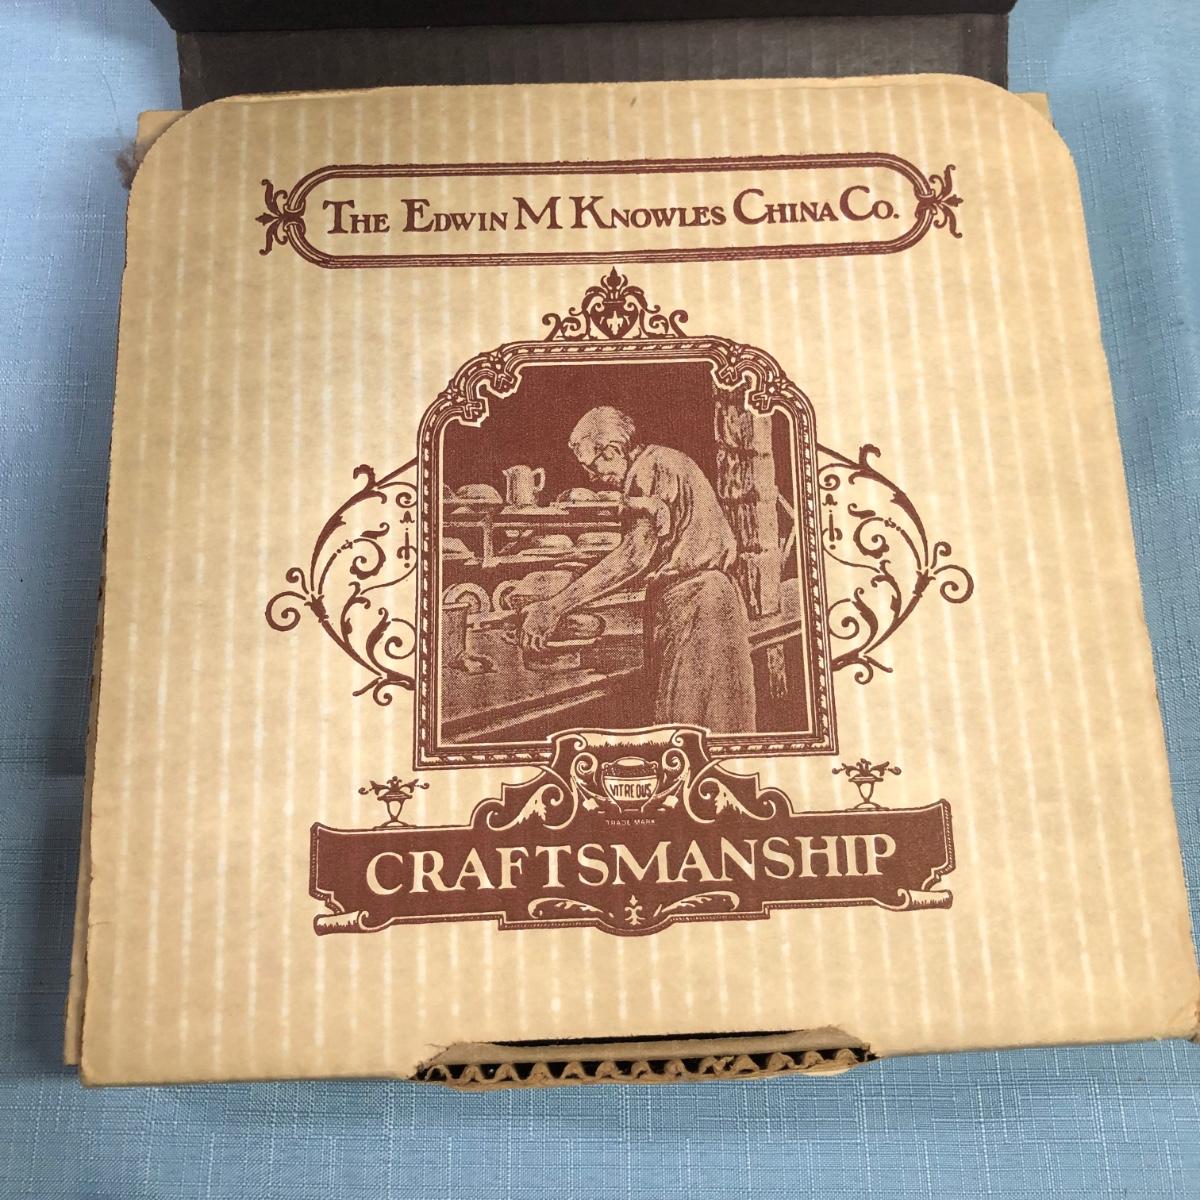 THE EDWIN M KNOWLES CHINA CO.
VITREOUS
TRADE MARK
CRAFTSMANSHIP